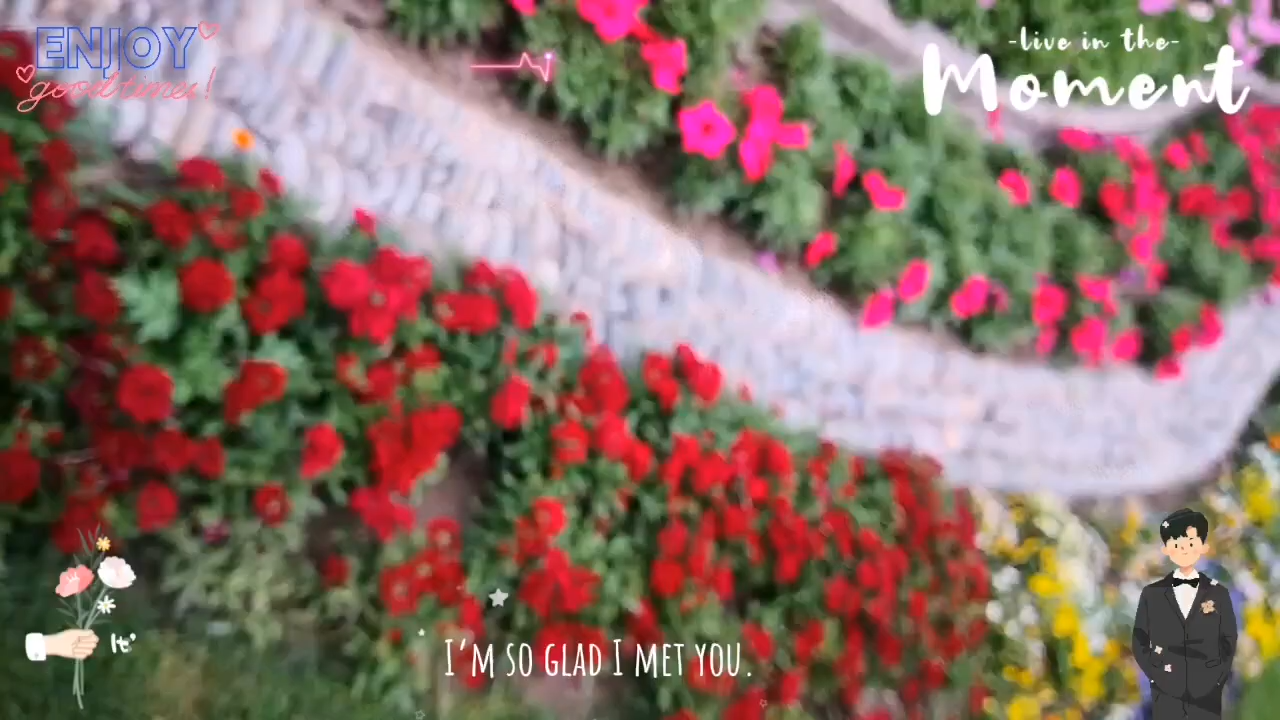 ENJOY
good times!
-live in the-
Moment
It'
I'M SO GLAD I MET YOU.